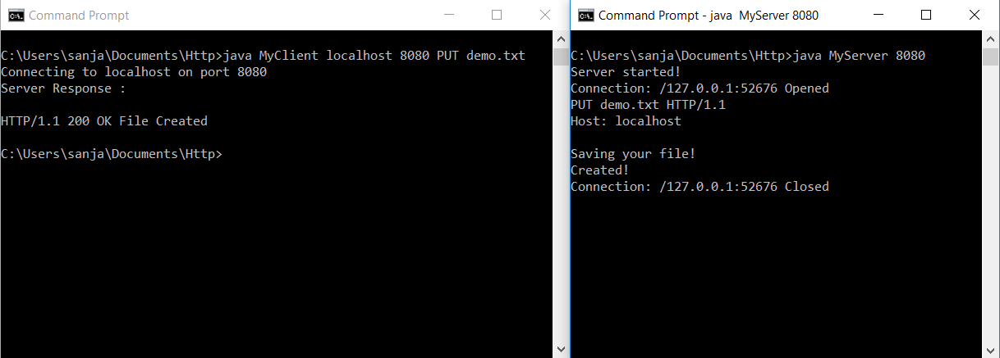 Command Prompt
C:\Users\sanja\Documents\Http>java MyClient localhost 8080 PUT demo.txt
Connecting to localhost on port 8080
Server Response :
HTTP/1.1 200 OK File Created
C:\Users\sanja\Documents\Http>
Command Prompt - java  MyServer 8080
C:\Users\sanja\Documents\Http>java MyServer 8080
Server started!
Connection: /127.0.0.1:52676 Opened
PUT demo.txt HTTP/1.1
Host: localhost
Saving your file!
Created!
Connection: /127.0.0.1:52676 Closed